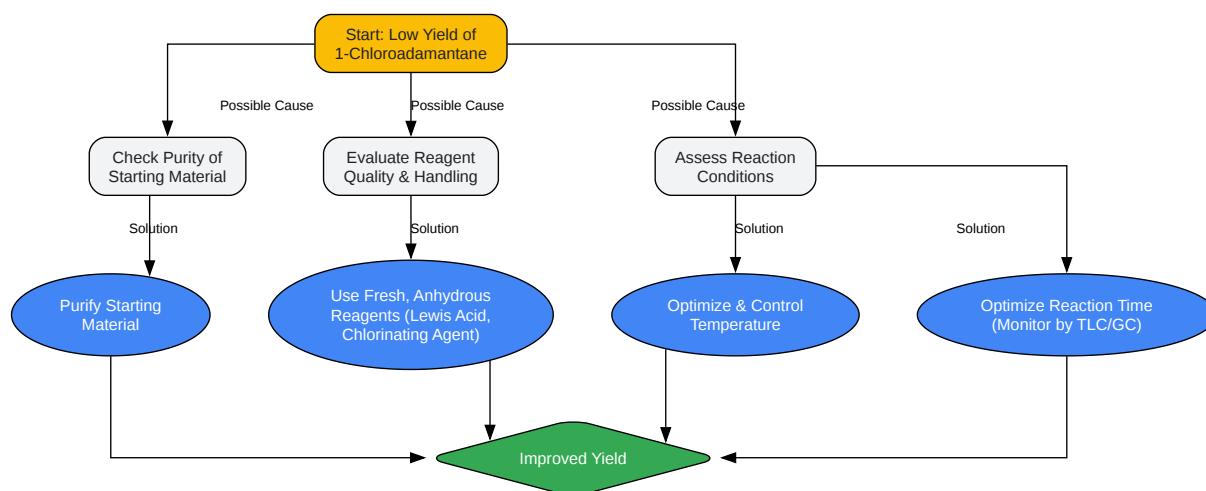 Start: Low Yield of
1-Chloroadamantane
Possible Cause
Possible Cause
Possible Cause
Check Purity of
Starting Material
Evaluate Reagent
Quality & Handling
Assess Reaction
Conditions
Solution
Solution
Solution
Solution
Purify Starting
Material
Use Fresh, Anhydrous
Reagents (Lewis Acid,
Chlorinating Agent)
Optimize & Control
Temperature
Optimize Reaction Time
(Monitor by TLC/GC)
Improved Yield